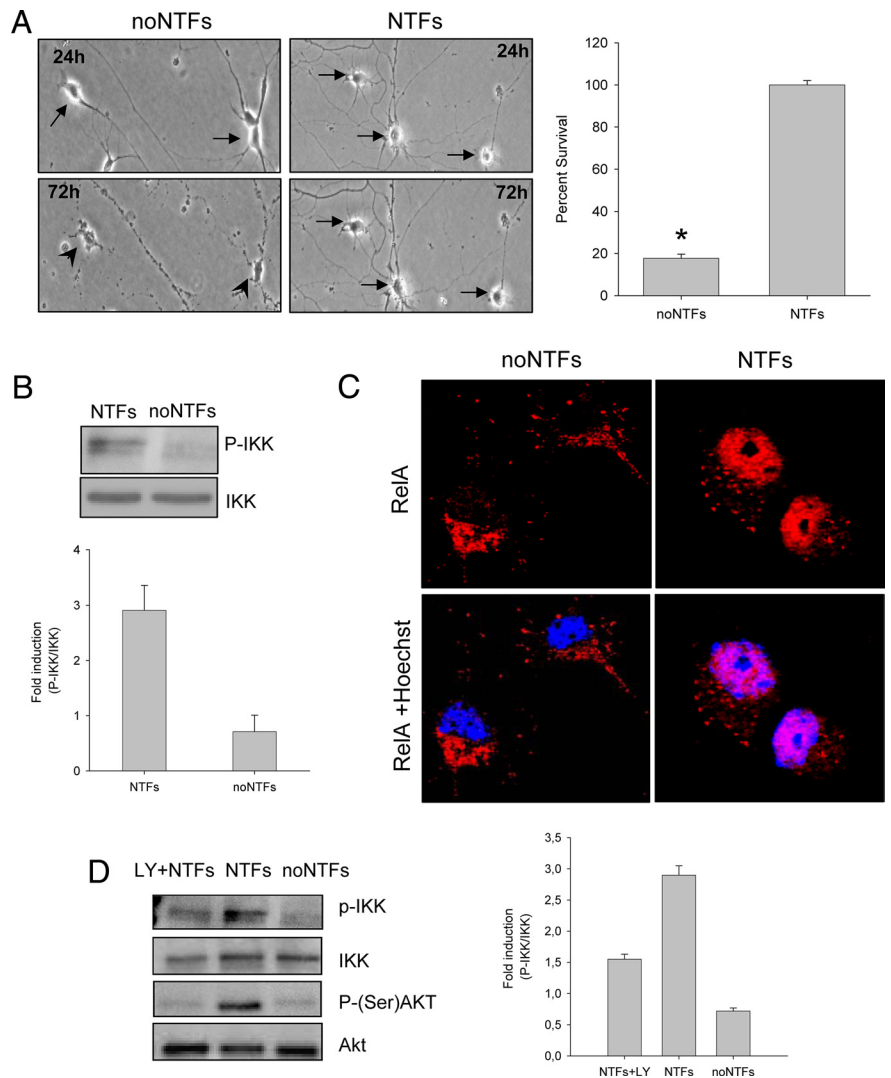 A
noNTFs NTFs
24h
24h
72h
72h
Percent Survival
120
100
80
60
40
20
0
*
noNTFs NTFs
B
NTFs noNTFs
P-IKK
IKK
Fold induction
(P-IKK/IKK)
4
3
2
1
0
NTFs noNTFs
C
noNTFs NTFs
RelA
RelA +Hoechst
D
LY+NTFs NTFs noNTFs
p-IKK
IKK
P-(Ser)AKT
Akt
Fold induction
(P-IKK/IKK)
3,5
3,0
2,5
2,0
1,5
1,0
0,5
0,0
NTFs+LY NTFs noNTFs